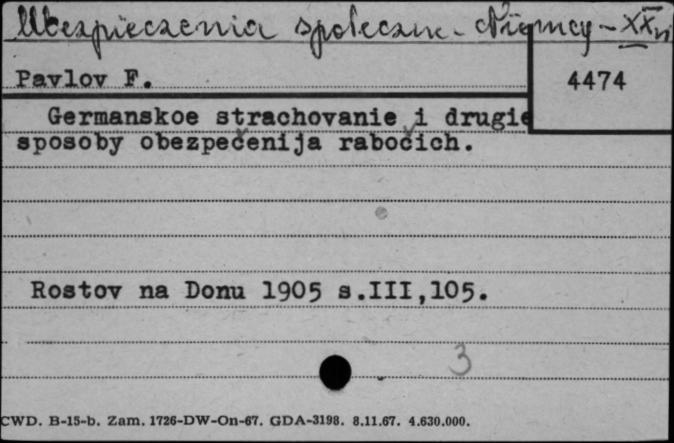 Ubezpieczenia społeczne - Niemcy - XX w
4474
Pavlov F.
Germanskoe strachovanie i drugie
sposoby obezpečenija rabočich.
Rostov na Donu 1905 s.III,105.
3
CWD. B-15-b. Zam. 1726-DW-On-67. GDA-3198. 8.11.67. 4.630.000.